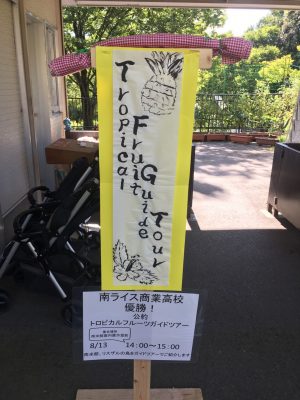 Tropical
Fruit
Guide
Tour
南ライス商業高校
優勝！
公約
トロピカルフルーツガイドツアー
8/13 14:00～15:00